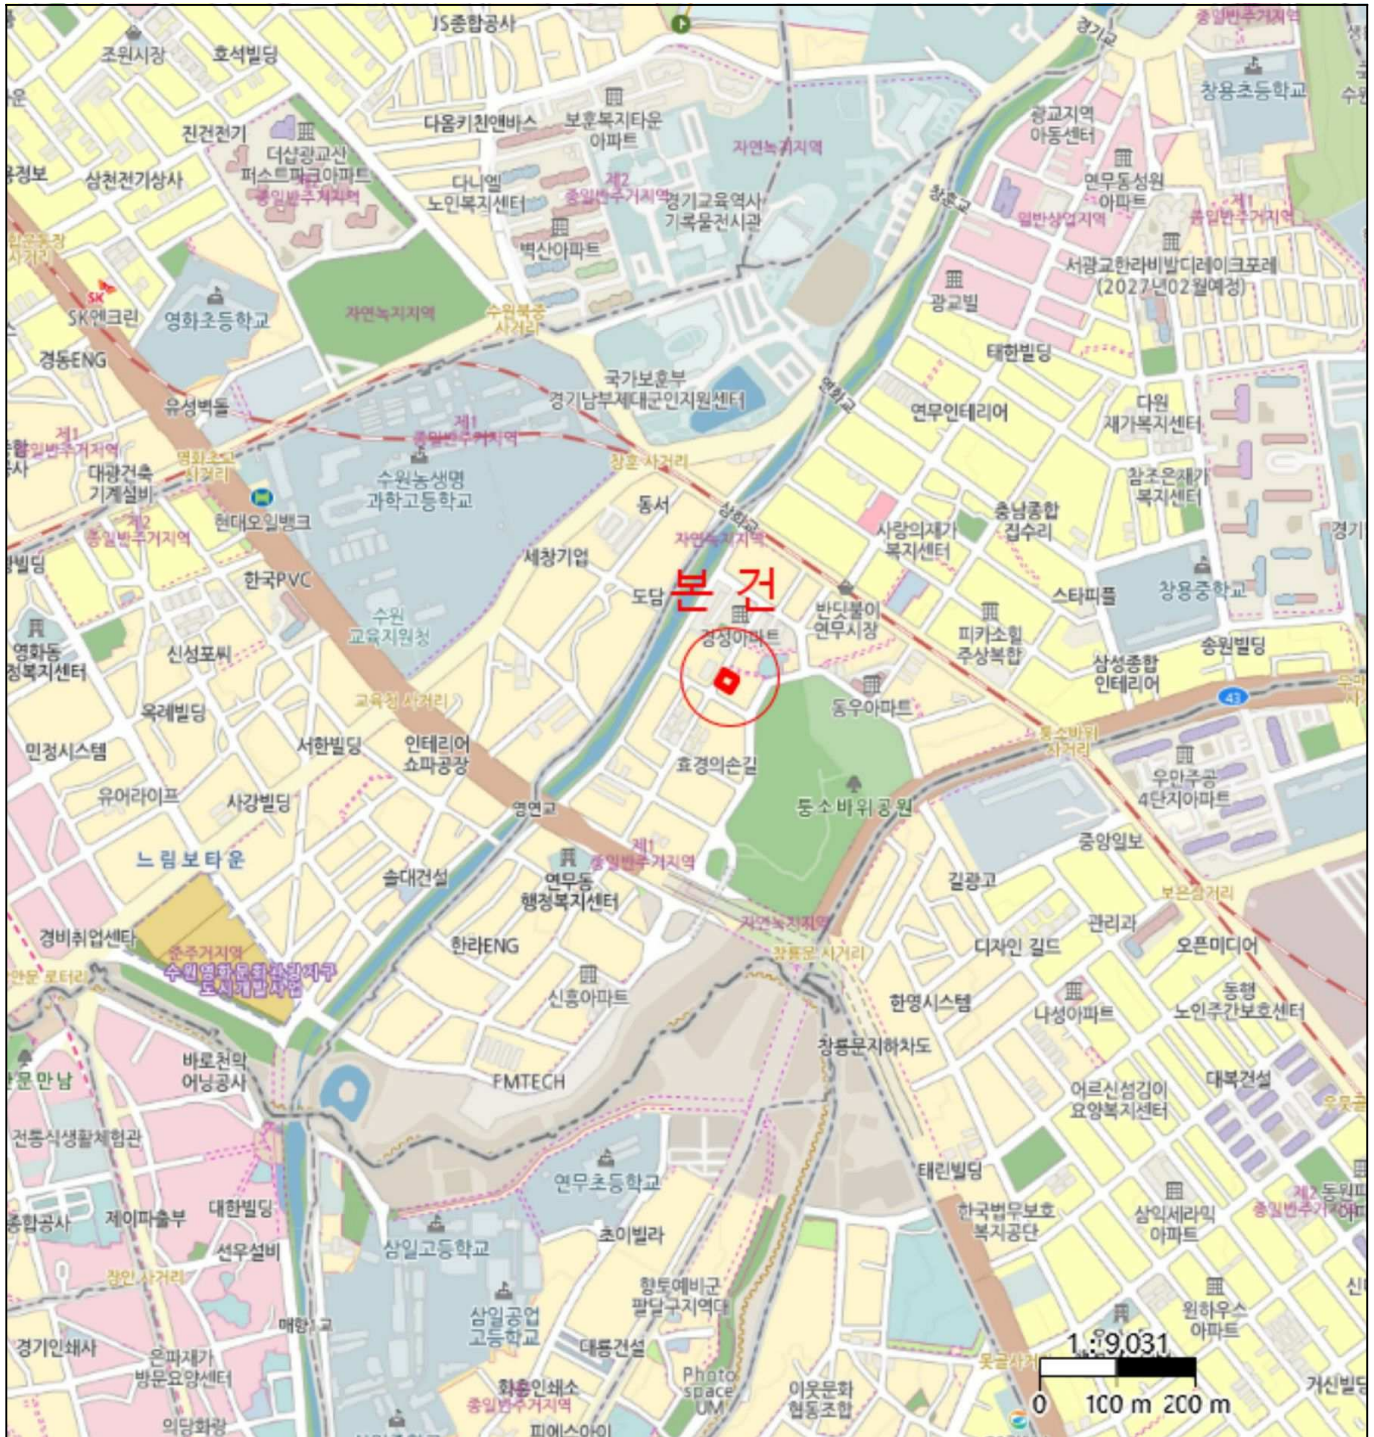 JS종합공사
종일반주거지역
경기교
조원시장
호석빌딩
창용초등학교
다옴키친앤바스
보훈복지타운
아파트
광교지역
아동센터
진건전기
더샵광교산
퍼스트파크아파트
종일반주거지역
자연녹지지역
삼천전기상사
다니엘
노인복지센터
제2
종일반주거지역
경기교육역사
기록물전시관
창훈교
연무동성원
아파트
제1
종일반주거지역
일반상업지역
벽산아파트
서광교한라비발디레이크포레
(2027년02월예정)
SK
SK엔크린
영화초등학교
자연녹지지역
수원북중
사거리
광교빌
경동ENG
태한빌딩
국가보훈부
경기남부제대군인지원센터
연화교
유성벽돌
연무인테리어
다원
재가복지센터
제1
종일반주거지역
제1
종일반주거지역
영화초교
사거리
창훈 사거리
대광건축
기계설비
수원농생명
과학고등학교
참조은재가
복지센터
동서
삼화교
현대오일뱅크
제2
종일반주거지역
자연녹지지역
사랑의재가
복지센터
충남종합
집수리
세창기업
한국PVC
도담
본 건
반딧불이
연무시장
스타피플
창용중학교
수원
교육지원청
경성아파트
피카소힐
주상복합
송원빌딩
영화동
신성포씨
삼성종합
인테리어
교육청 사거리
동우아파트
43
옥례빌딩
퉁소바위
사거리
민정시스템
서한빌딩
인테리어
쇼파공장
효경의손길
우만주공
4단지아파트
유어라이프
사강빌딩
영연교
퉁소바위공원
중앙일보
느림보타운
제1
종일반주거지역
솔대건설
연무동
행정복지센터
길광고
보은삼거리
경비취업센타
자연녹지지역
관리과
준주거지역
한라ENG
창룡문 사거리
디자인 길드
오픈미디어
수원영화문화관광지구
도시개발사업
신흥아파트
한영시스템
나성아파트
동행
노인주간보호센터
바로천막
어닝공사
창룡문지하차도
FMTECH
대복건설
어르신섬김이
요양복지센터
전통식생활체험관
연무초등학교
태린빌딩
종합공사
제이파출부
대한빌딩
한국법무보호
복지공단
삼익세라믹
아파트
제2
종일반주거지역
선우설비
삼일고등학교
초이빌라
장안 사거리
향토예비군
팔달구지역대
삼일공업
고등학교
원하우스
아파트
매향1교
경기인쇄사
대룡건설
1 : 9,031
은파재가
방문요양센터
화홍인쇄소
종일반주거지역
Photo
space
UM
이웃문화
협동조합
0 100 m 200 m
거신빌딩
의당화랑
피에스아이